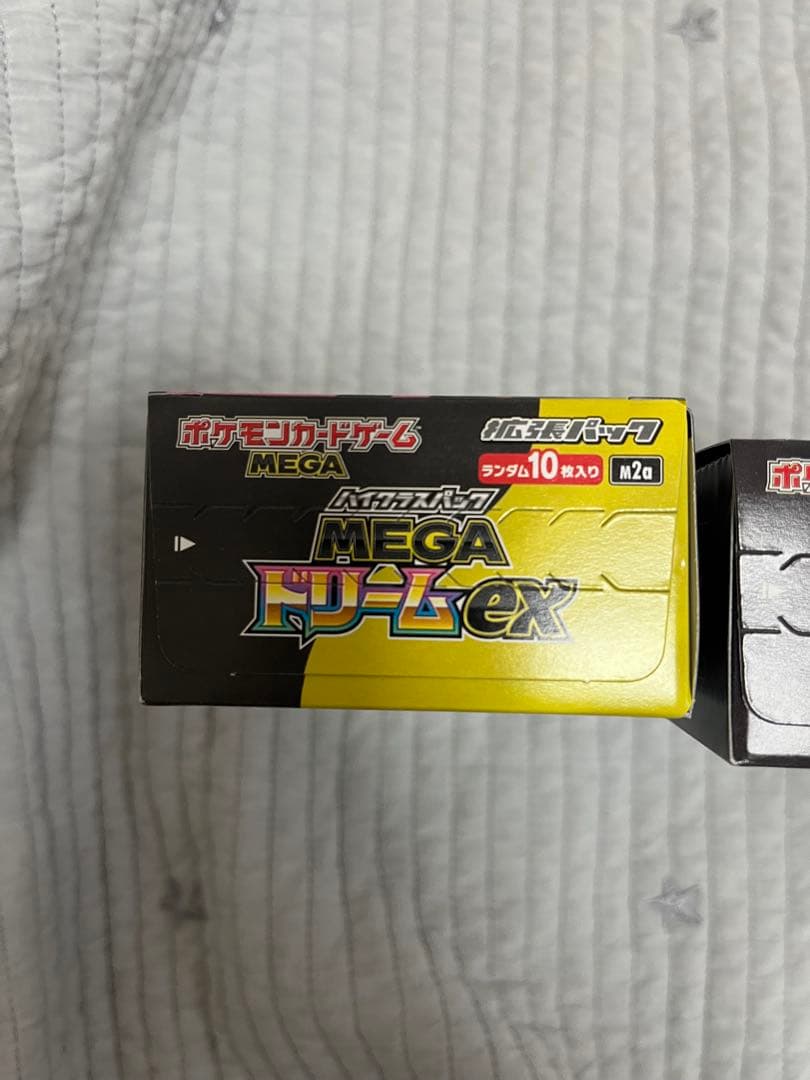 ポケモンカードゲーム
MEGA
拡張パック
ランダム10枚入り
M2a
ハイクラスパック
MEGA
ドリームex
ポ